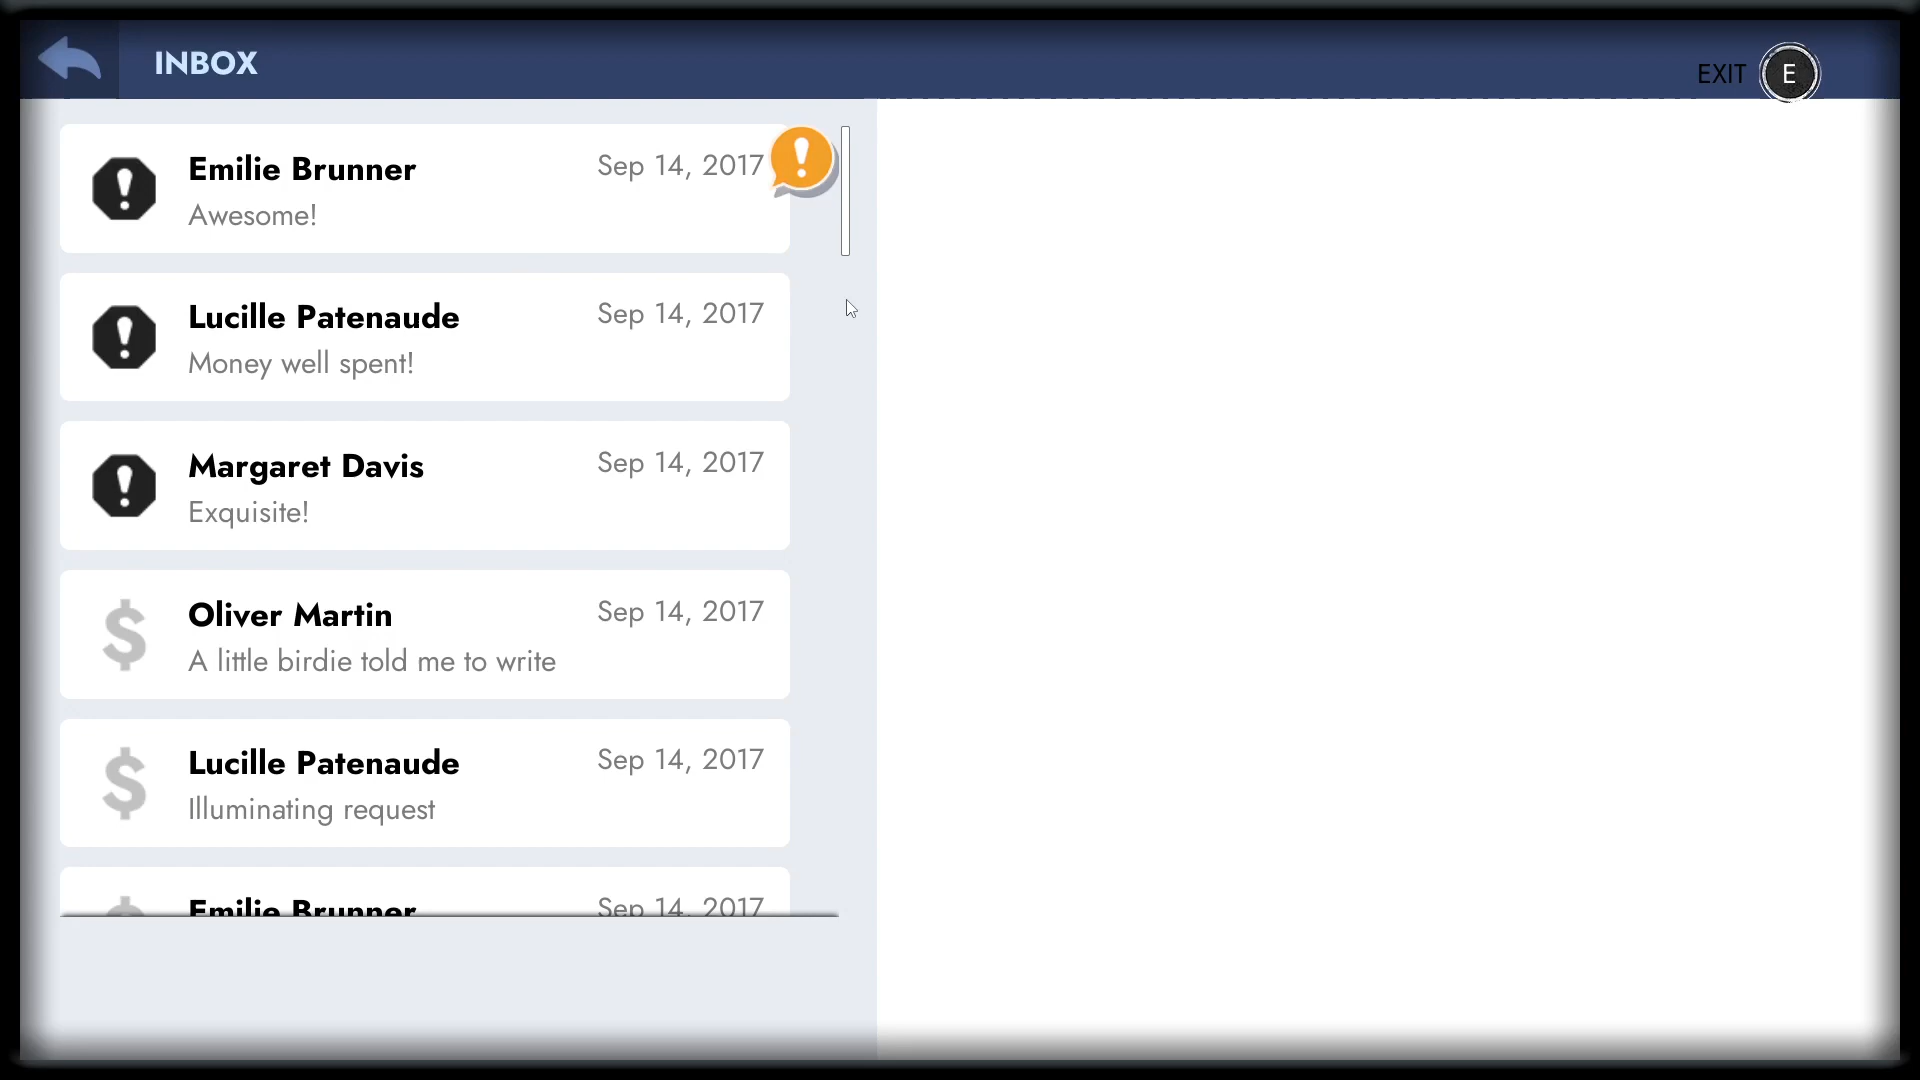 INBOX
EXIT E
Emilie Brunner Sep 14, 2017
Awesome!
Lucille Patenaude Sep 14, 2017
Money well spent!
Margaret Davis Sep 14, 2017
Exquisite!
Oliver Martin Sep 14, 2017
A little birdie told me to write
Lucille Patenaude Sep 14, 2017
Illuminating request
Emilie Brunner Sep 14, 2017